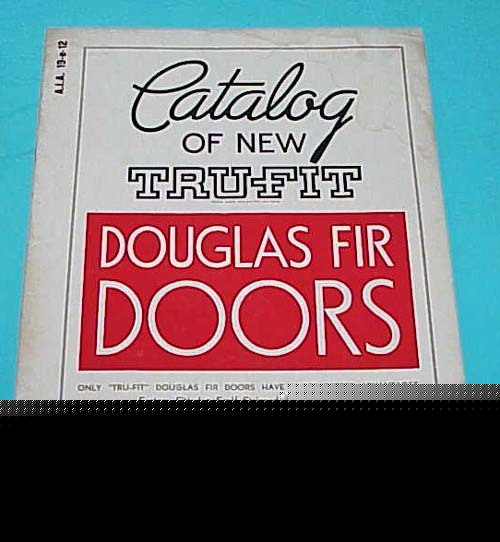 A.I.A. 19-e-12
Catalog
OF NEW
TRU-FIT
DOUGLAS FIR
DOORS
ONLY "TRU-FIT" DOUGLAS FIR DOORS HAVE